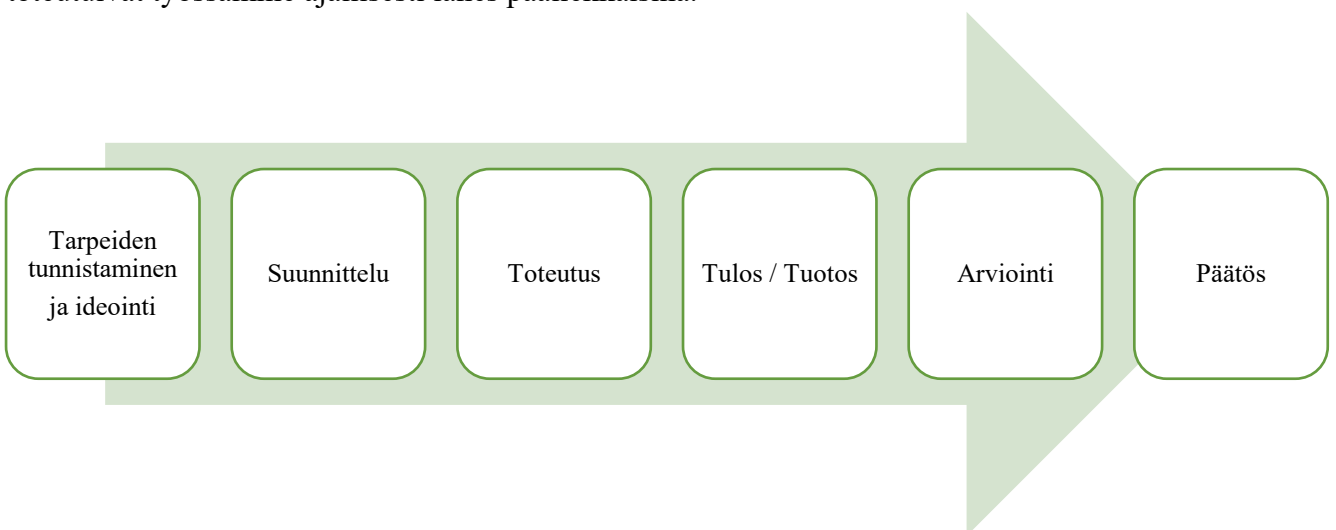 Tarpeiden
tunnistaminen
ja ideointi
Suunnittelu
Toteutus
Tulos / Tuotos
Arviointi
Päätös